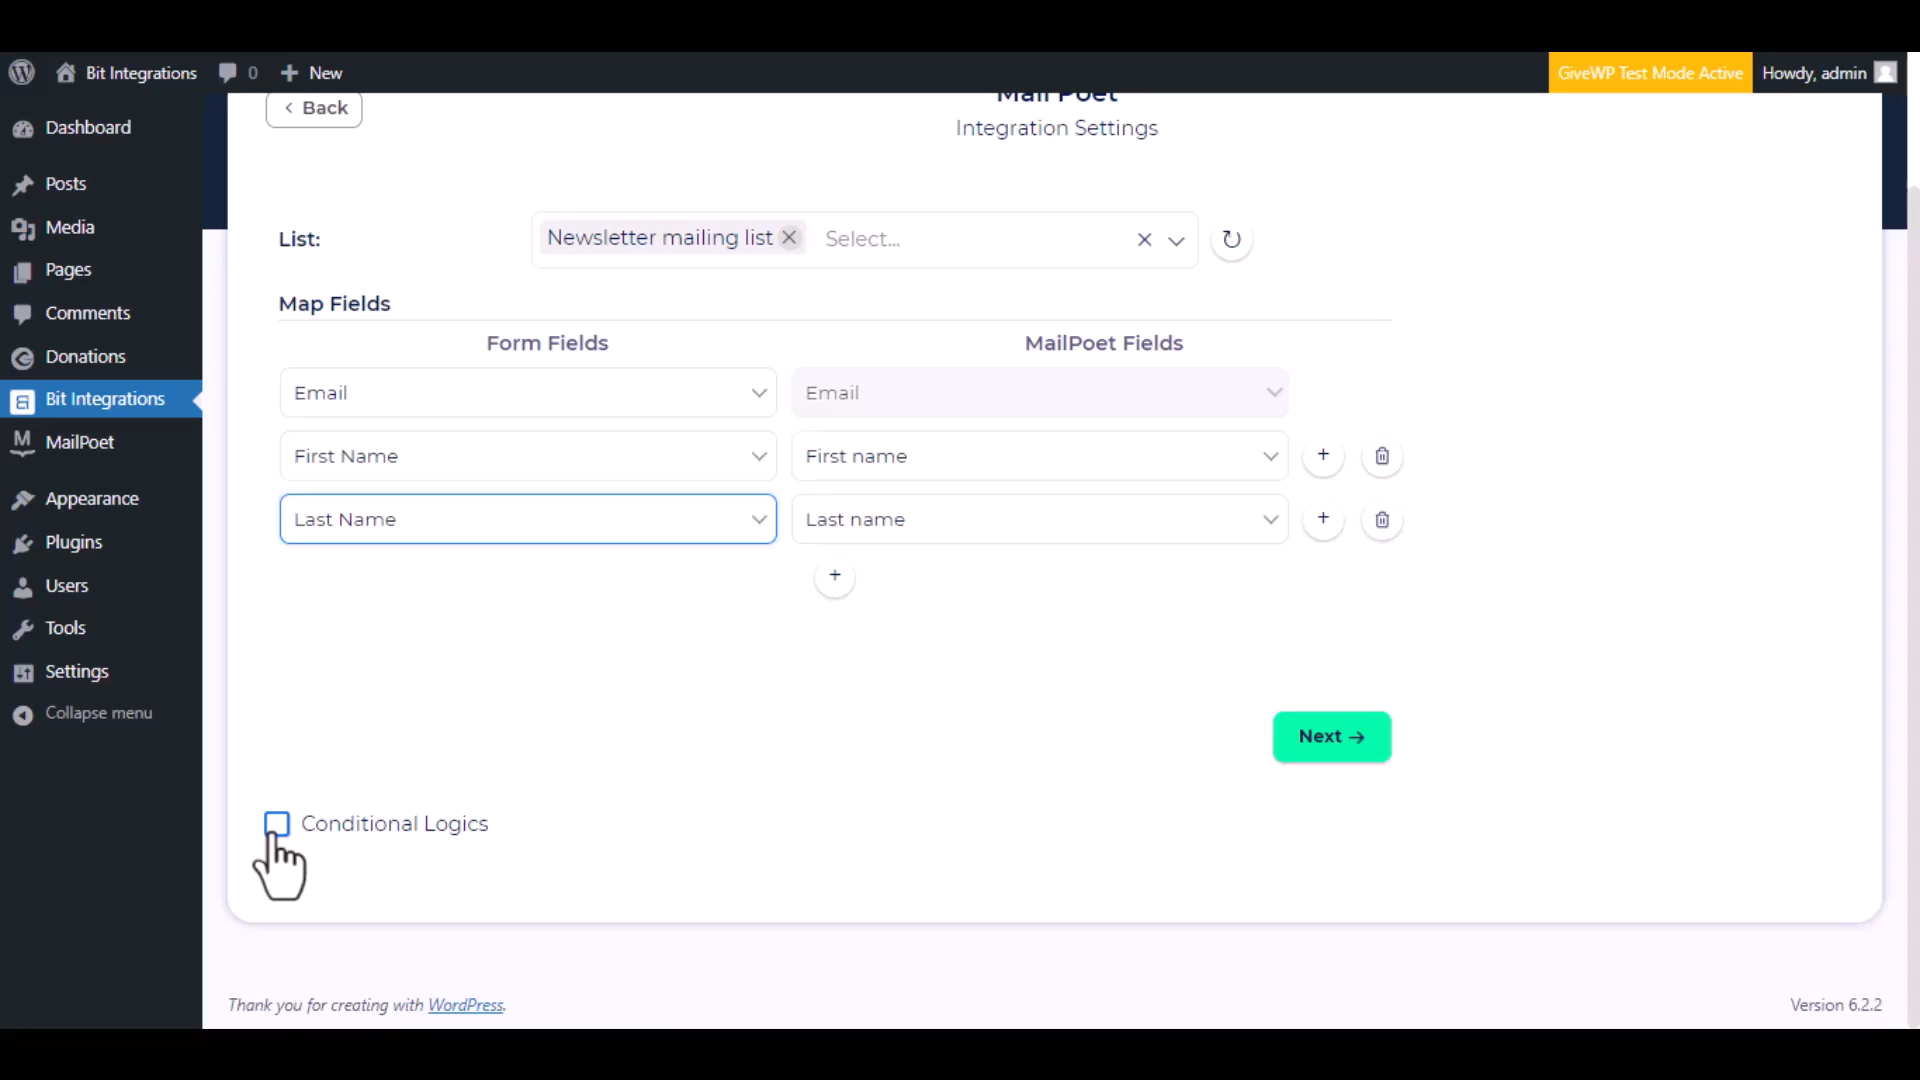 Bit Integrations
0
New
GiveWP Test Mode Active
Howdy, admin
Dashboard
Posts
Media
Pages
Comments
Donations
Bit Integrations
MailPoet
Appearance
Plugins
Users
Tools
Settings
Collapse menu
Back
Mail Poet
Integration Settings
List:
Newsletter mailing list
Select...
Map Fields
Form Fields
MailPoet Fields
Email
Email
First Name
First name
Last Name
Last name
Next →
Conditional Logics
Thank you for creating with WordPress.
Version 6.2.2